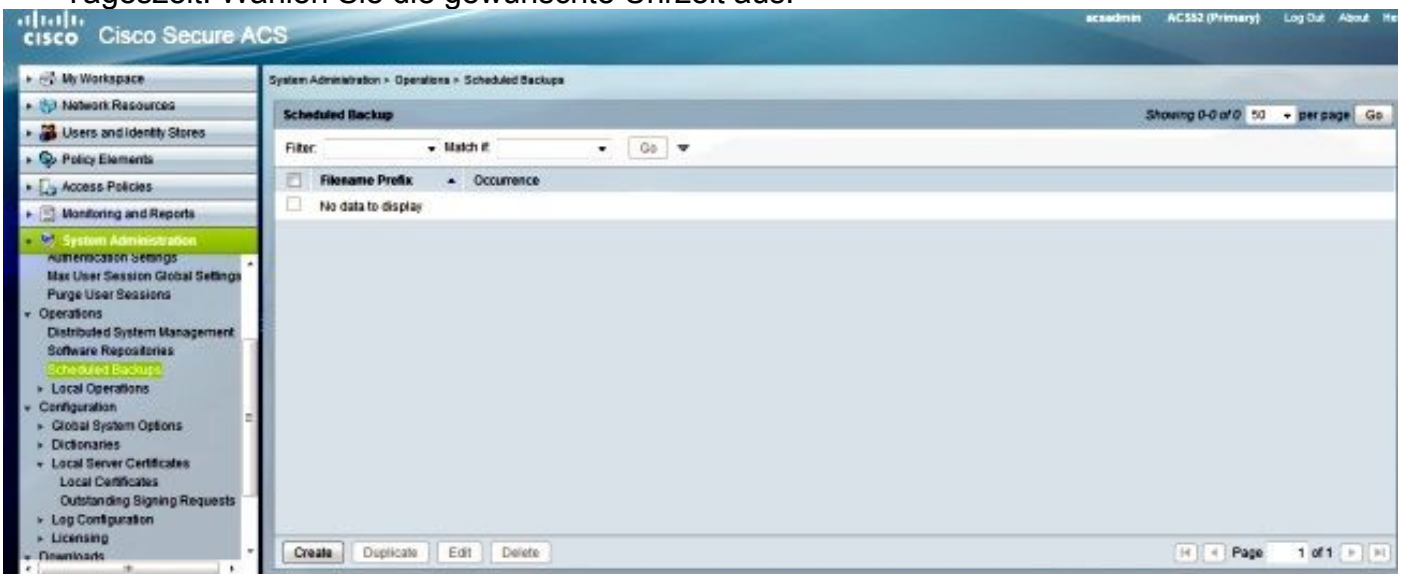 Tageszeit. Wählen Sie die gewünschte Uhrzeit aus.
CISCO Cisco Secure ACS
acsadmin ACS52 (Primary) Log Out About He
My Workspace
Network Resources
Users and Identity Stores
Policy Elements
Access Policies
Monitoring and Reports
System Administration
Authentication Settings
Max User Session Global Settings
Purge User Sessions
Operations
Distributed System Management
Software Repositories
Scheduled Backups
Local Operations
Configuration
Global System Options
Dictionaries
Local Server Certificates
Local Certificates
Outstanding Signing Requests
Log Configuration
Licensing
Downloads
System Administration > Operations > Scheduled Backups
Scheduled Backup
Showing 0-0 of 0 50 per page Go
Filter: Match if: Go
Filename Prefix Occurrence
No data to display
Create Duplicate Edit Delete
Page 1 of 1